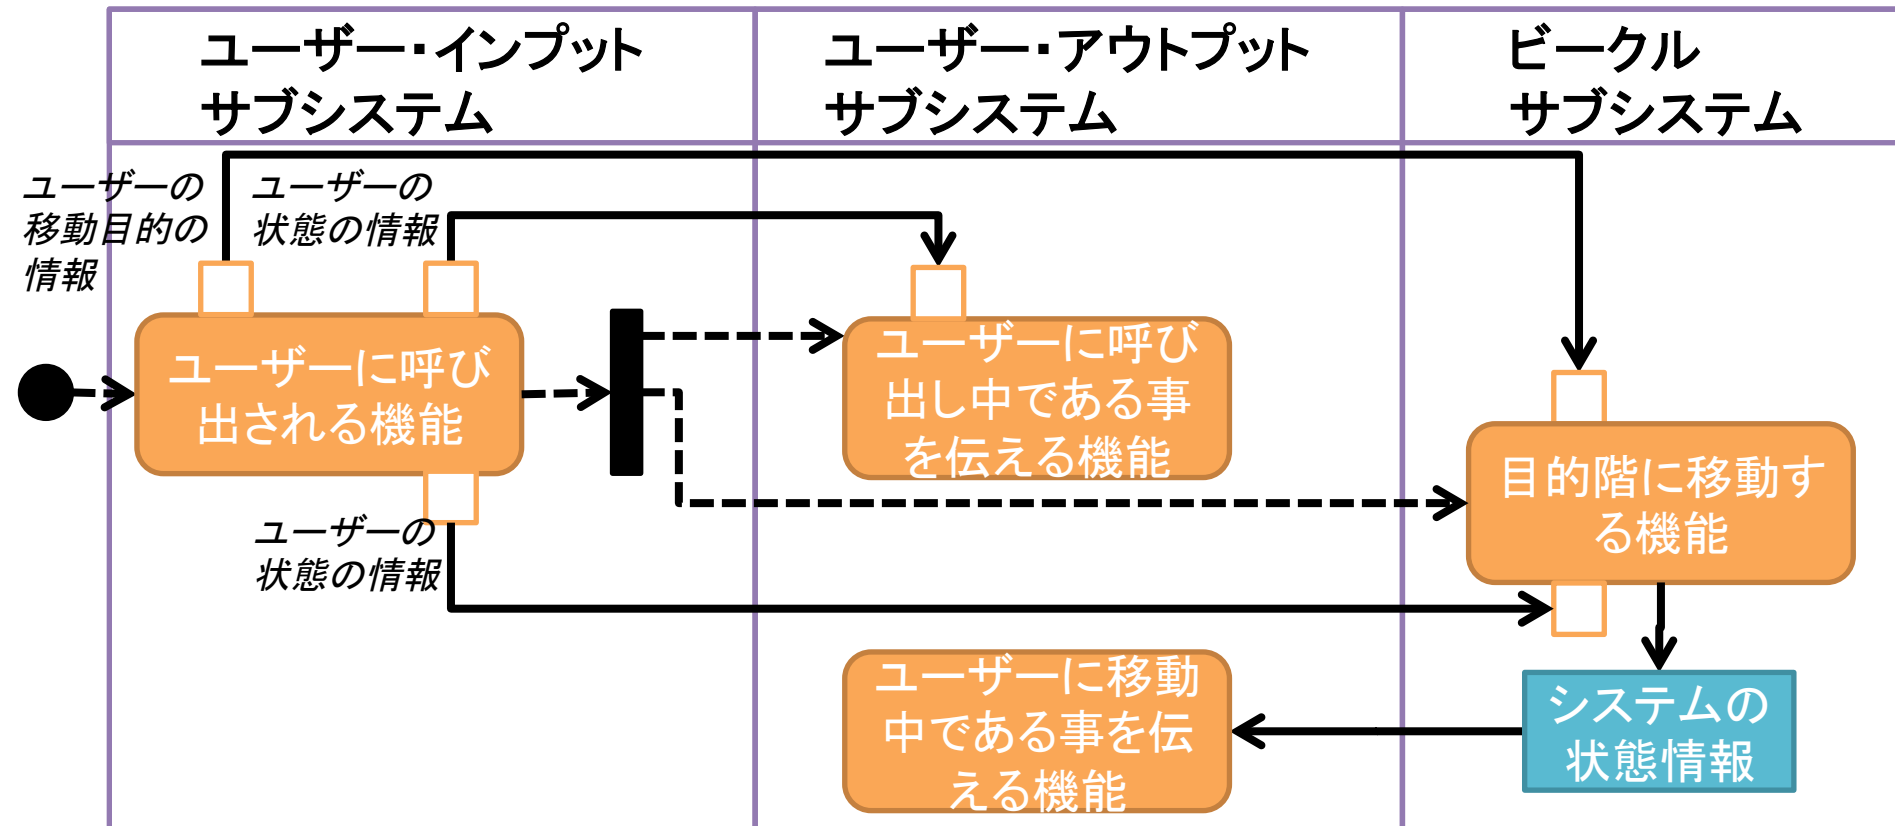 ユーザー・インプット
サブシステム
ユーザー・アウトプット
サブシステム
ビークル
サブシステム
ユーザーの
移動目的の
情報
ユーザーの
状態の情報
ユーザーに呼び
出される機能
ユーザーに呼び
出し中である事
を伝える機能
目的階に移動す
る機能
ユーザーの
状態の情報
ユーザーに移動
中である事を伝
える機能
システムの
状態情報